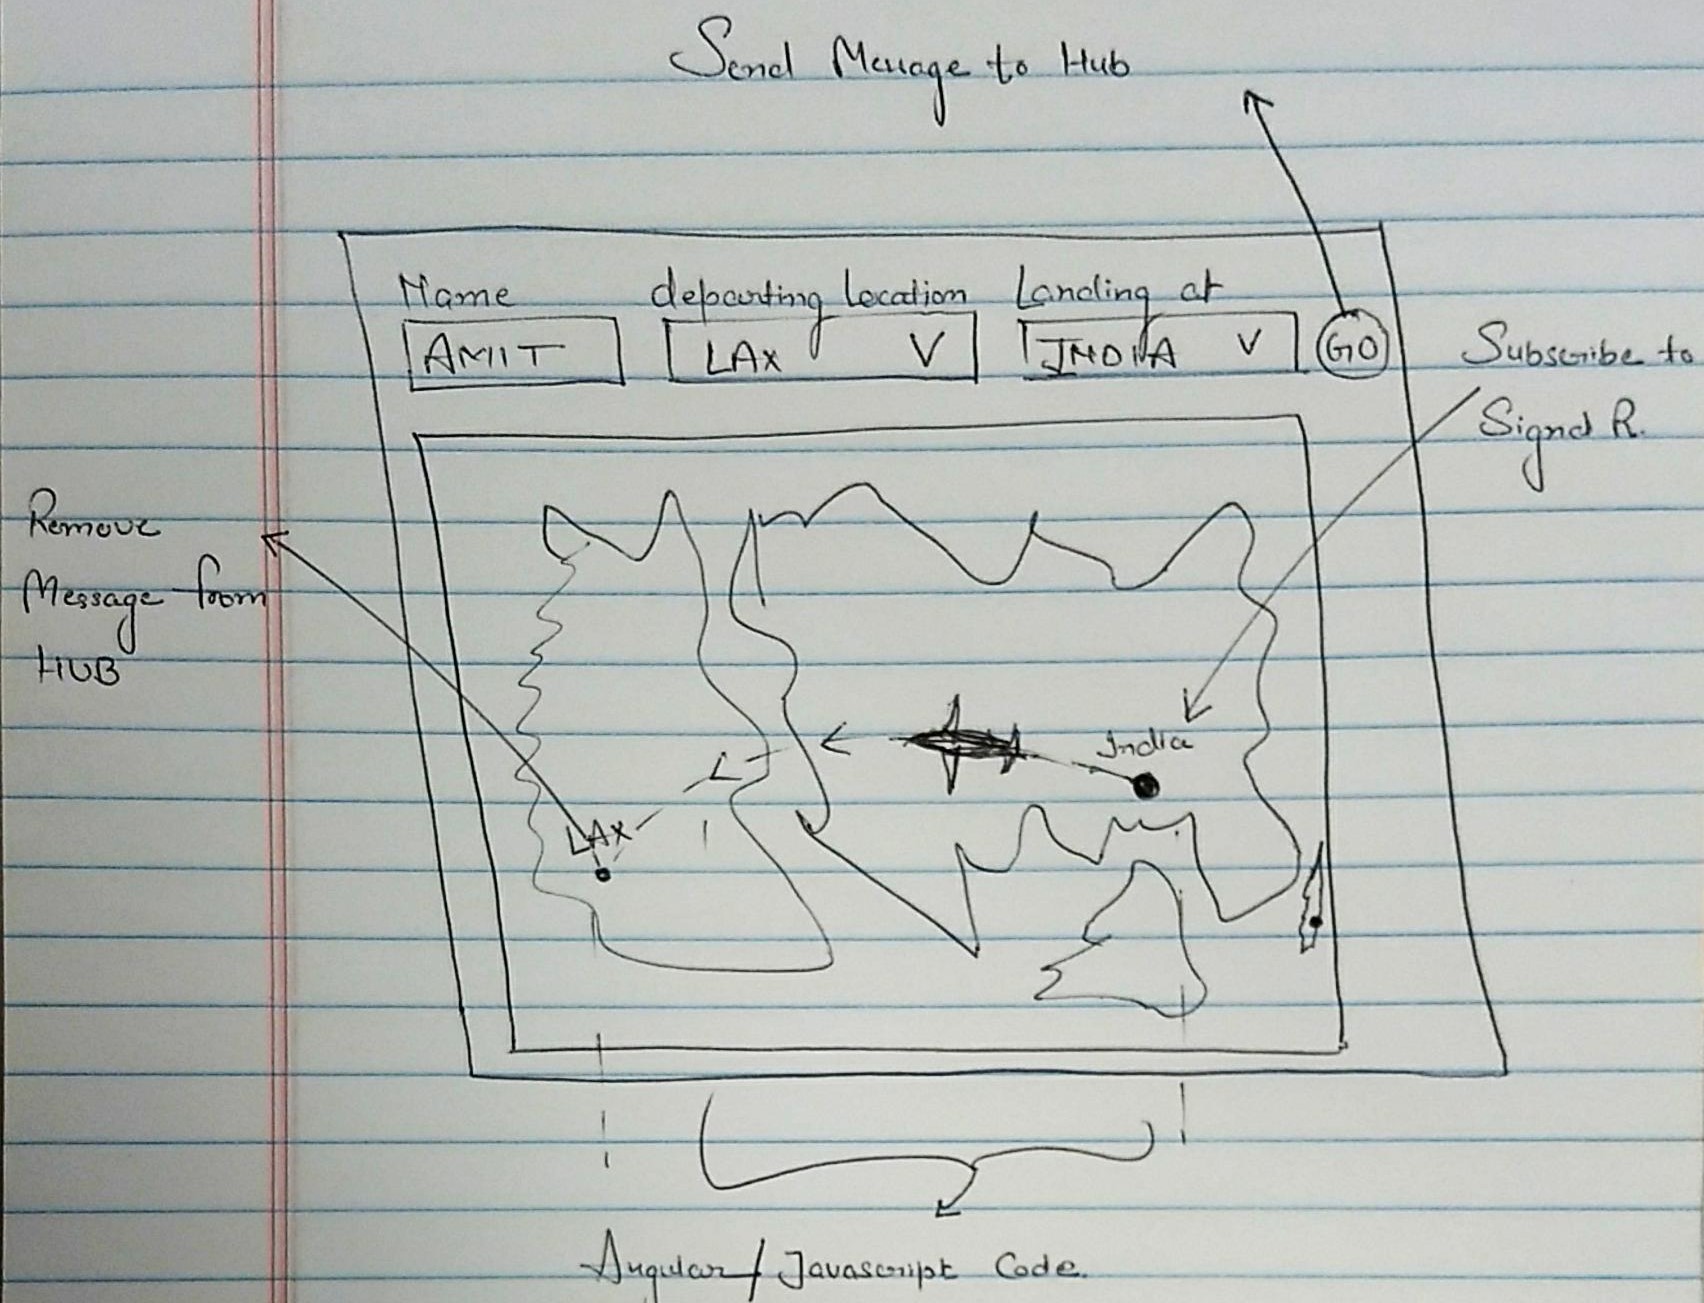 Send Message to Hub
Name departing Location Landing at
AMIT LAX V INDIA V GO
Subscribe to
Signal R.
Remove
Message from
HUB
India
LAX
Angular/Javascript Code.